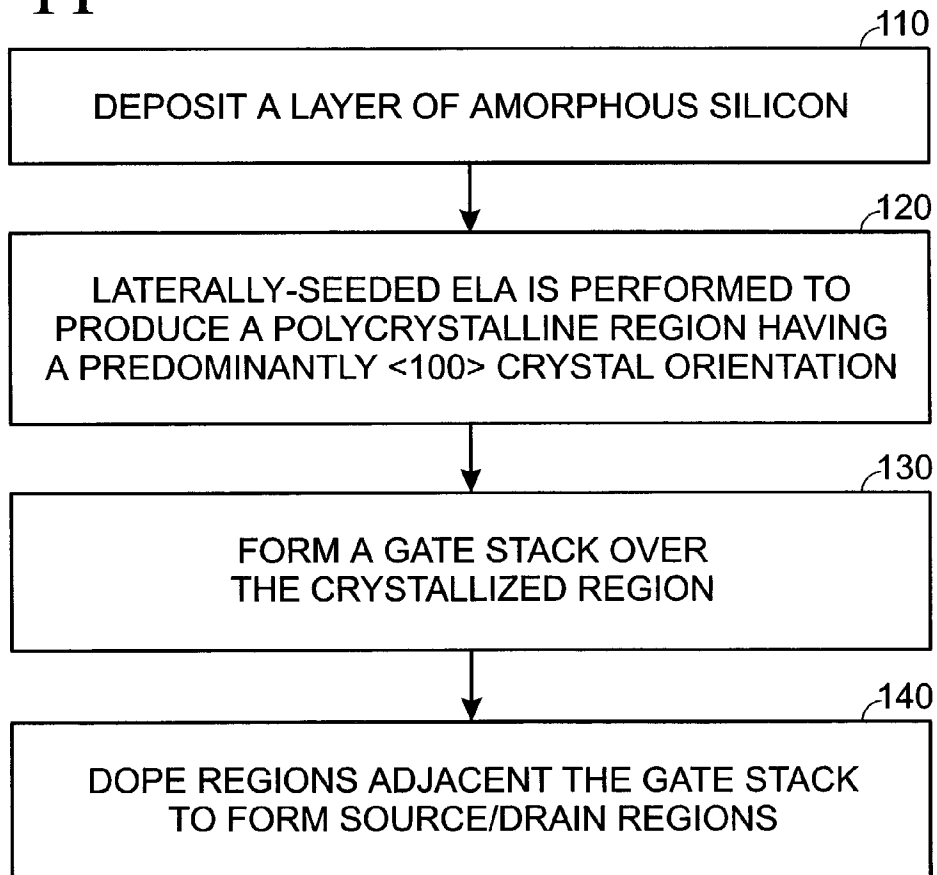 110
DEPOSIT A LAYER OF AMORPHOUS SILICON
120
LATERALLY-SEEDED ELA IS PERFORMED TO
PRODUCE A POLYCRYSTALLINE REGION HAVING
A PREDOMINANTLY <100> CRYSTAL ORIENTATION
130
FORM A GATE STACK OVER
THE CRYSTALLIZED REGION
140
DOPE REGIONS ADJACENT THE GATE STACK
TO FORM SOURCE/DRAIN REGIONS